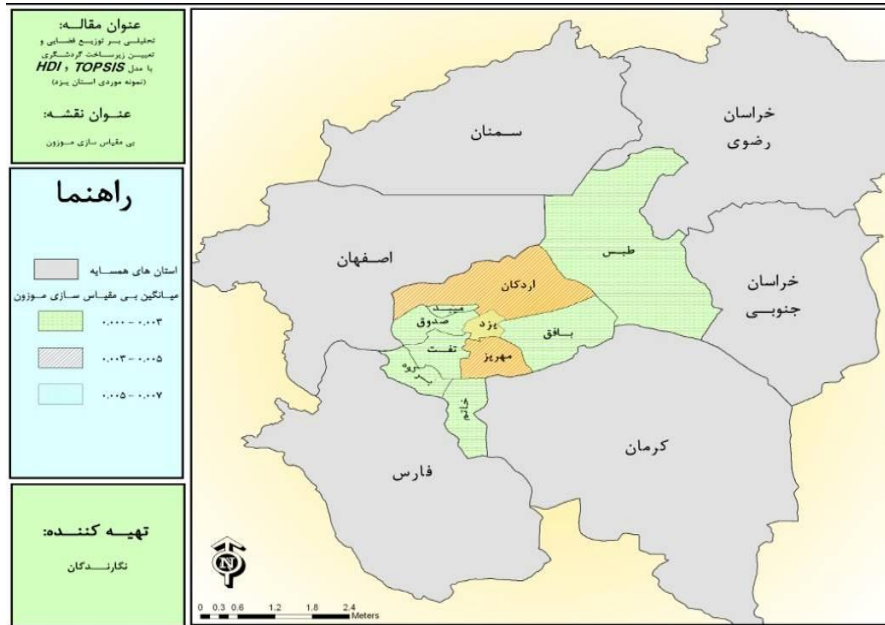 عنوان مقاله:
تحلیلی بر توزیع فضایی و
تعیین زیرساخت گردشگری
با مدل TOPSIS و HDI
(نمونه موردی استان یزد)
عنوان نقشه:
بی مقیاس سازی موزون
راهنما
استان های همسایه
میانگین بی مقیاس سازی موزون
۰.۰۰۰ - ۰.۰۰۳
۰.۰۰۳ - ۰.۰۰۵
۰.۰۰۵ - ۰.۰۰۷
تهیه کننده:
نگارندگان
سمنان
خراسان
رضوی
طبس
اصفهان
اردکان
خراسان
جنوبی
میبد
صدوق
یزد
بافق
تفت
مهریز
خاتم
کرمان
فارس
N
0 0.3 0.6 1.2 1.8 2.4
Meters